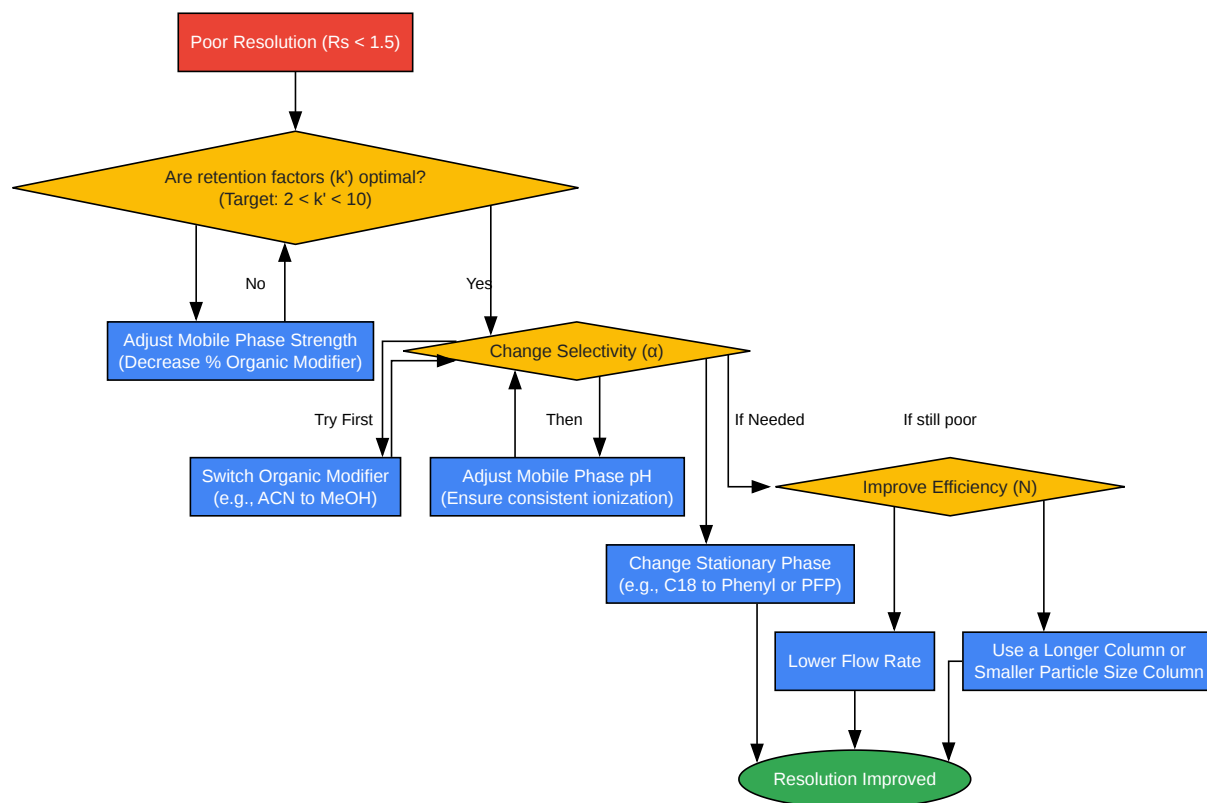 Poor Resolution (Rs < 1.5)
Are retention factors (k') optimal?
(Target: 2 < k' < 10)
No
Yes
Adjust Mobile Phase Strength
(Decrease % Organic Modifier)
Change Selectivity (α)
Try First
Then
If Needed
If still poor
Switch Organic Modifier
(e.g., ACN to MeOH)
Adjust Mobile Phase pH
(Ensure consistent ionization)
Improve Efficiency (N)
Change Stationary Phase
(e.g., C18 to Phenyl or PFP)
Lower Flow Rate
Use a Longer Column or
Smaller Particle Size Column
Resolution Improved